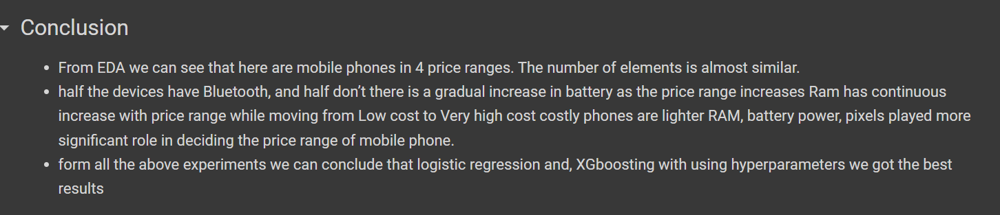 Conclusion
From EDA we can see that here are mobile phones in 4 price ranges. The number of elements is almost similar.
half the devices have Bluetooth, and half don’t there is a gradual increase in battery as the price range increases Ram has continuous
increase with price range while moving from Low cost to Very high cost costly phones are lighter RAM, battery power, pixels played more
significant role in deciding the price range of mobile phone.
form all the above experiments we can conclude that logistic regression and, XGboosting with using hyperparameters we got the best
results